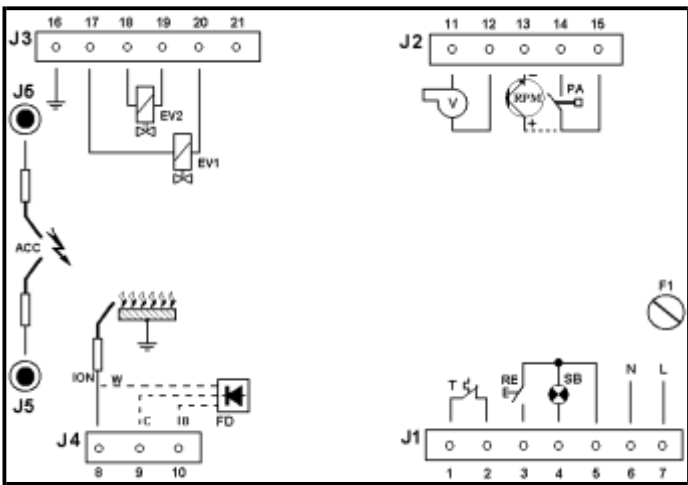 16 17 18 19 20 21
J3
11 12 13 14 15
J2
J6
EV2
EV1
V
- RPM +
PA
ACC
F1
ION W
C IB
FD
J5
J4
8 9 10
T RE SB N L
J1
1 2 3 4 5 6 7